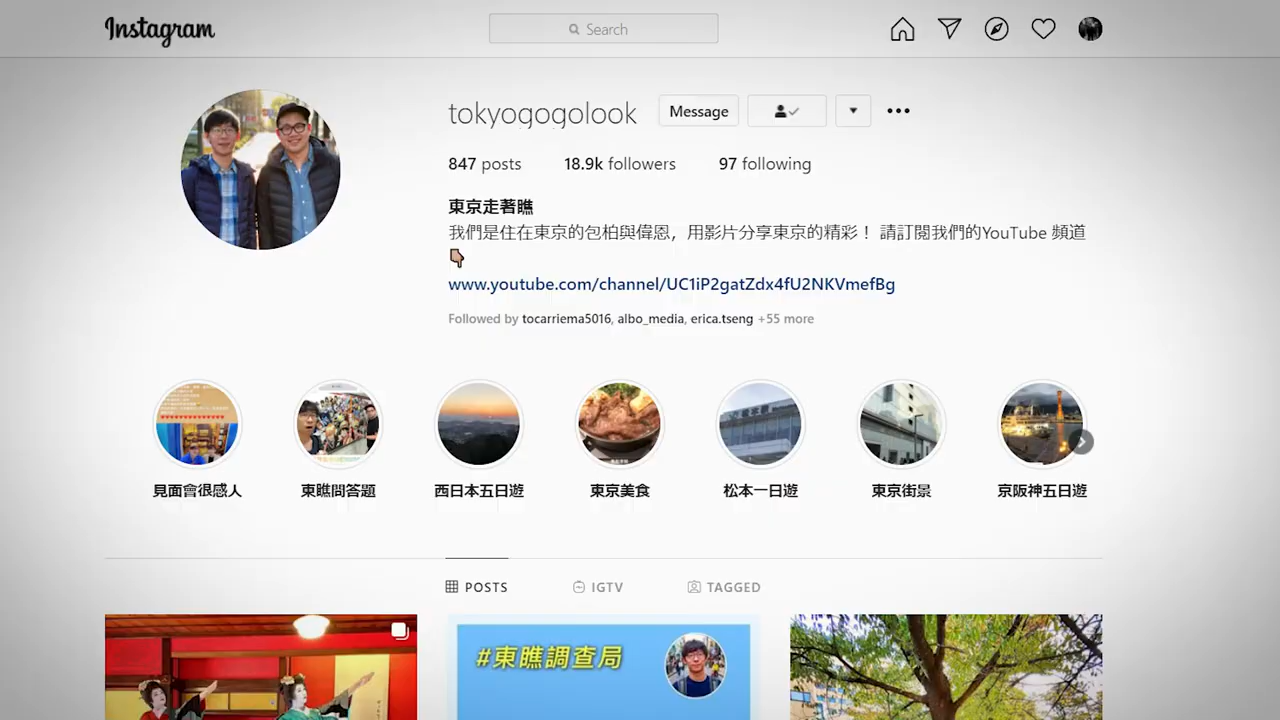 Instagram
Search
tokyogogolook Message
847 posts 18.9k followers 97 following
東京走著瞧
我們是住在東京的包柏與偉恩，用影片分享東京的精彩！ 請訂閱我們的YouTube 頻道
www.youtube.com/channel/UC1iP2gatZdx4fU2NKVmefBg
Followed by tocarriema5016, albo_media, erica.tseng +55 more
見面會很感人 東瞧問答題 西日本五日遊 東京美食 松本一日遊 東京街景 京阪神五日遊
POSTS IGTV TAGGED
#東瞧調查局